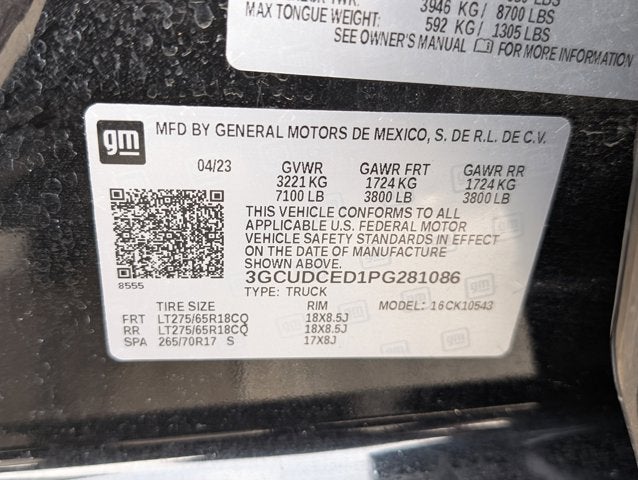 3946 KG / 8700 LBS
MAX TONGUE WEIGHT: 592 KG / 1305 LBS
SEE OWNER'S MANUAL FOR MORE INFORMATION
gm MFD BY GENERAL MOTORS DE MEXICO, S. DE R.L. DE C.V.
04/23 GVWR GAWR FRT GAWR RR
3221 KG 1724 KG 1724 KG
7100 LB 3800 LB 3800 LB
THIS VEHICLE CONFORMS TO ALL
APPLICABLE U.S. FEDERAL MOTOR
VEHICLE SAFETY STANDARDS IN EFFECT
ON THE DATE OF MANUFACTURE
SHOWN ABOVE.
3GCUDCED1PG281086
8555 TYPE: TRUCK
TIRE SIZE RIM MODEL: 16CK10543
FRT LT275/65R18CQ 18X8.5J
RR LT275/65R18CQ 18X8.5J
SPA 265/70R17 S 17X8J